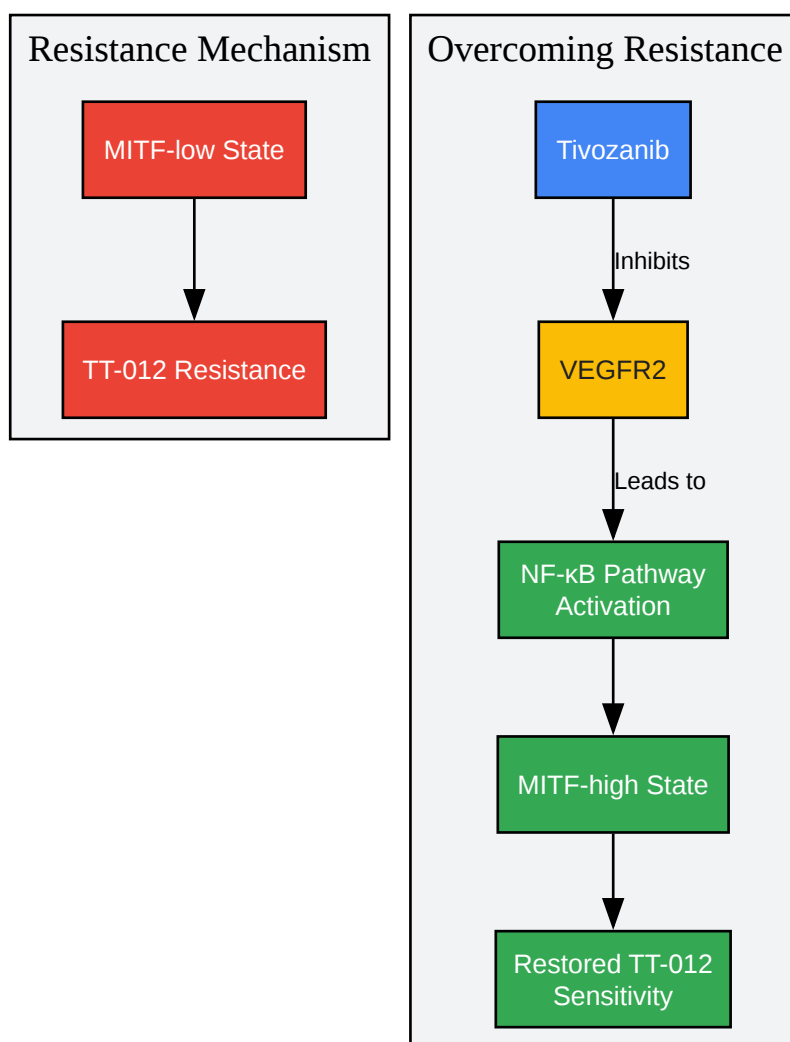 Resistance Mechanism
MITF-low State
TT-012 Resistance
Overcoming Resistance
Tivozanib
Inhibits
VEGFR2
Leads to
NF-κB Pathway
Activation
MITF-high State
Restored TT-012
Sensitivity